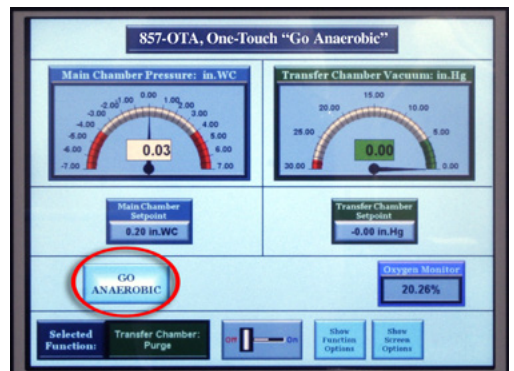 857-OTA, One-Touch “Go Anaerobic”
Main Chamber Pressure: in.WC
-7.00 -6.00 -4.00 -3.00 -2.00 -1.00 0.00 1.00 2.00 3.00 4.00 5.00 6.00 7.00
0.03
Transfer Chamber Vacuum: in.Hg
30.00 25.00 20.00 15.00 10.00 5.00 0.00
0.00
Main Chamber
Setpoint
0.20 in.WC
Transfer Chamber
Setpoint
-0.00 in.Hg
GO
ANAEROBIC
Oxygen Monitor
20.26%
Selected
Function:
Transfer Chamber:
Purge
Off
On
Show
Function
Options
Show
Screen
Options